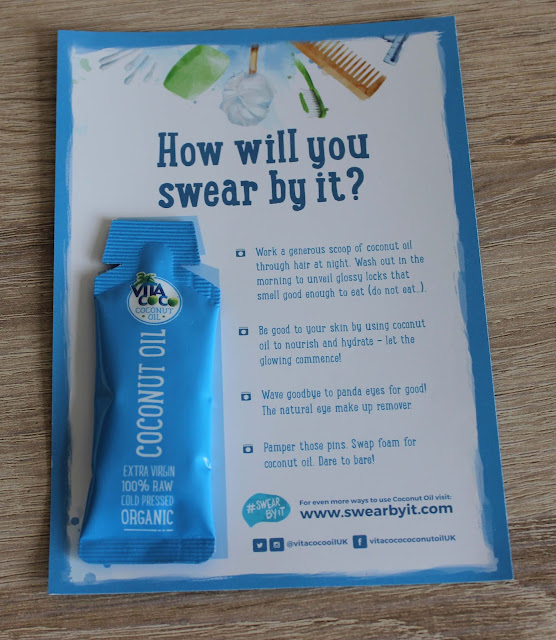 How will you
swear by it?
Work a generous scoop of coconut oil
through hair at night. Wash out in the
morning to unveil glossy locks that
smell good enough to eat (do not eat..).
Be good to your skin by using coconut
oil to nourish and hydrate – let the
glowing commence!
Wave goodbye to panda eyes for good!
The natural eye make up remover
Pamper those pins. Swap foam for
coconut oil. Dare to bare!
#SWEAR
BY IT
For even more ways to use Coconut Oil visit:
www.swearbyit.com
@vitacocooilUK
vitacocococonutoilUK
VITA
COCO
COCONUT
OIL
COCONUT OIL
EXTRA VIRGIN
100% RAW
COLD PRESSED
ORGANIC